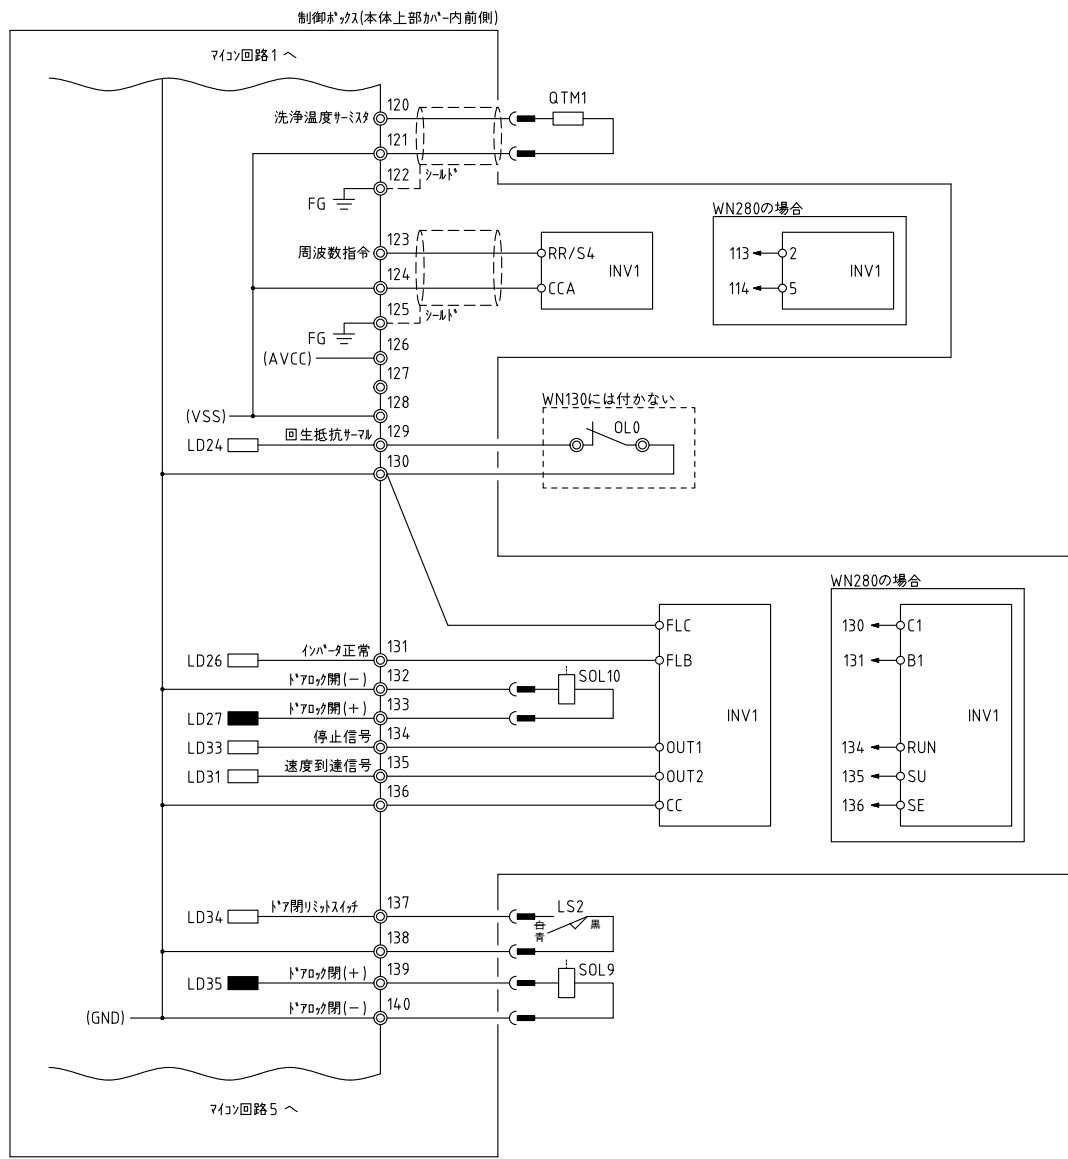 制御ﾎﾞｯｸｽ(本体上部ｶﾊﾞｰ内前側)
ﾏｲｺﾝ回路1 へ
洗浄温度ｻｰﾐｽﾀ
120
QTM1
121
122
ｼｰﾙﾄﾞ
FG
WN280の場合
周波数指令
123
RR/S4
INV1
113
2
INV1
124
CCA
114
5
125
ｼｰﾙﾄﾞ
FG
126
(AVCC)
127
WN130には付かない
128
(VSS)
LD24
回生抵抗ｻｰﾏﾙ
129
OL0
130
WN280の場合
FLC
130
C1
LD26
ｲﾝﾊﾞｰﾀ正常
131
FLB
131
B1
ﾄﾞｱﾛｯｸ開(-)
132
SOL10
LD27
ﾄﾞｱﾛｯｸ開(+)
133
INV1
INV1
LD33
停止信号
134
OUT1
134
RUN
LD31
速度到達信号
135
OUT2
135
SU
136
CC
136
SE
LD34
ﾄﾞｱ閉ﾘﾐｯﾄｽｲｯﾁ
137
LS2
白
黒
青
138
LD35
ﾄﾞｱﾛｯｸ閉(+)
139
SOL9
(GND)
ﾄﾞｱﾛｯｸ閉(-)
140
ﾏｲｺﾝ回路5 へ